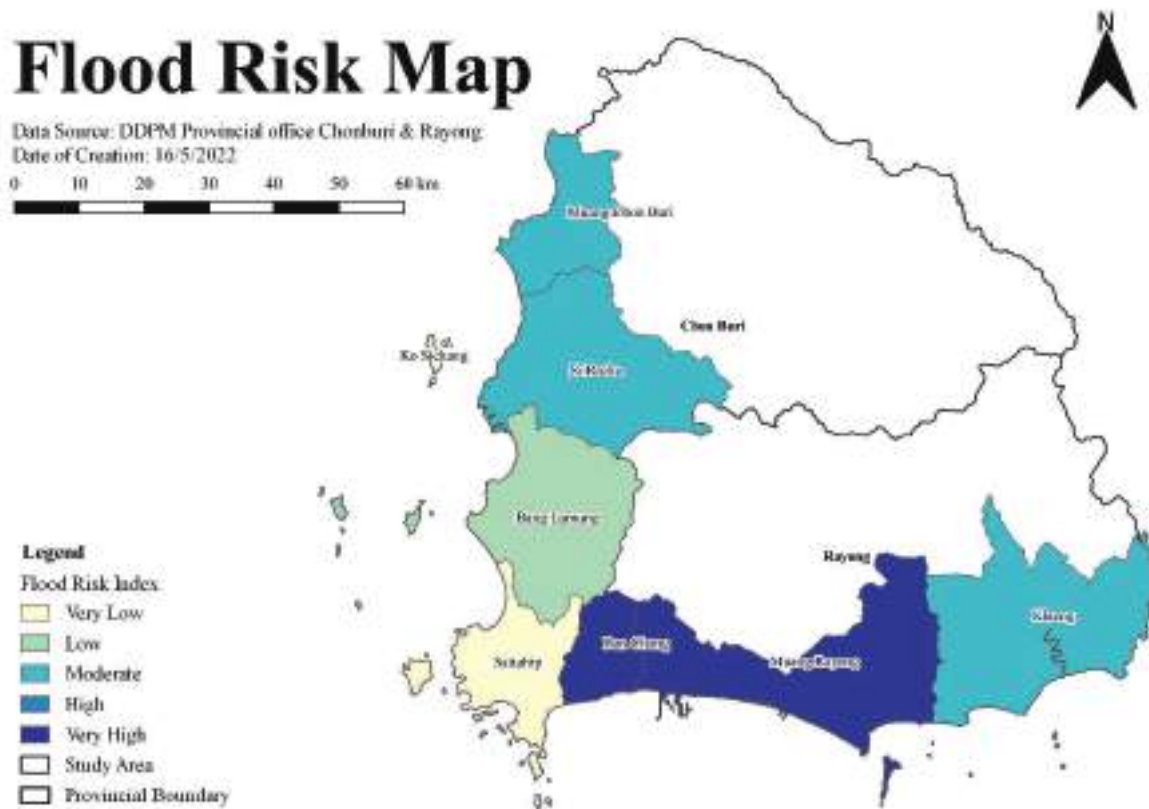 N
Flood Risk Map
Data Source: DDPM Provincial office Chonburi & Rayong
Date of Creation: 16/5/2022
0 10 20 30 40 50 60 km
Chon Buri
Ko Sichang
Si Racha
Bang Lamung
Rayong
Klaeng
Ban Chang
Muang Rayong
Sattahip
Legend
Flood Risk Index
Very Low
Low
Moderate
High
Very High
Study Area
Provincial Boundary